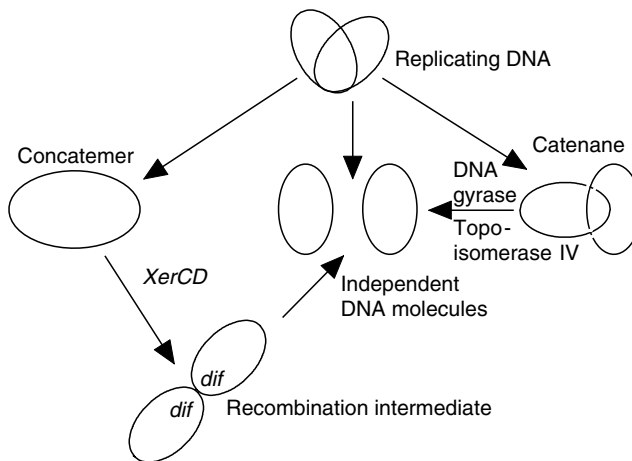 Replicating DNA
Concatemer
Catenane
DNA
gyrase
Topo-
isomerase IV
XerCD
Independent
DNA molecules
dif
dif
Recombination intermediate